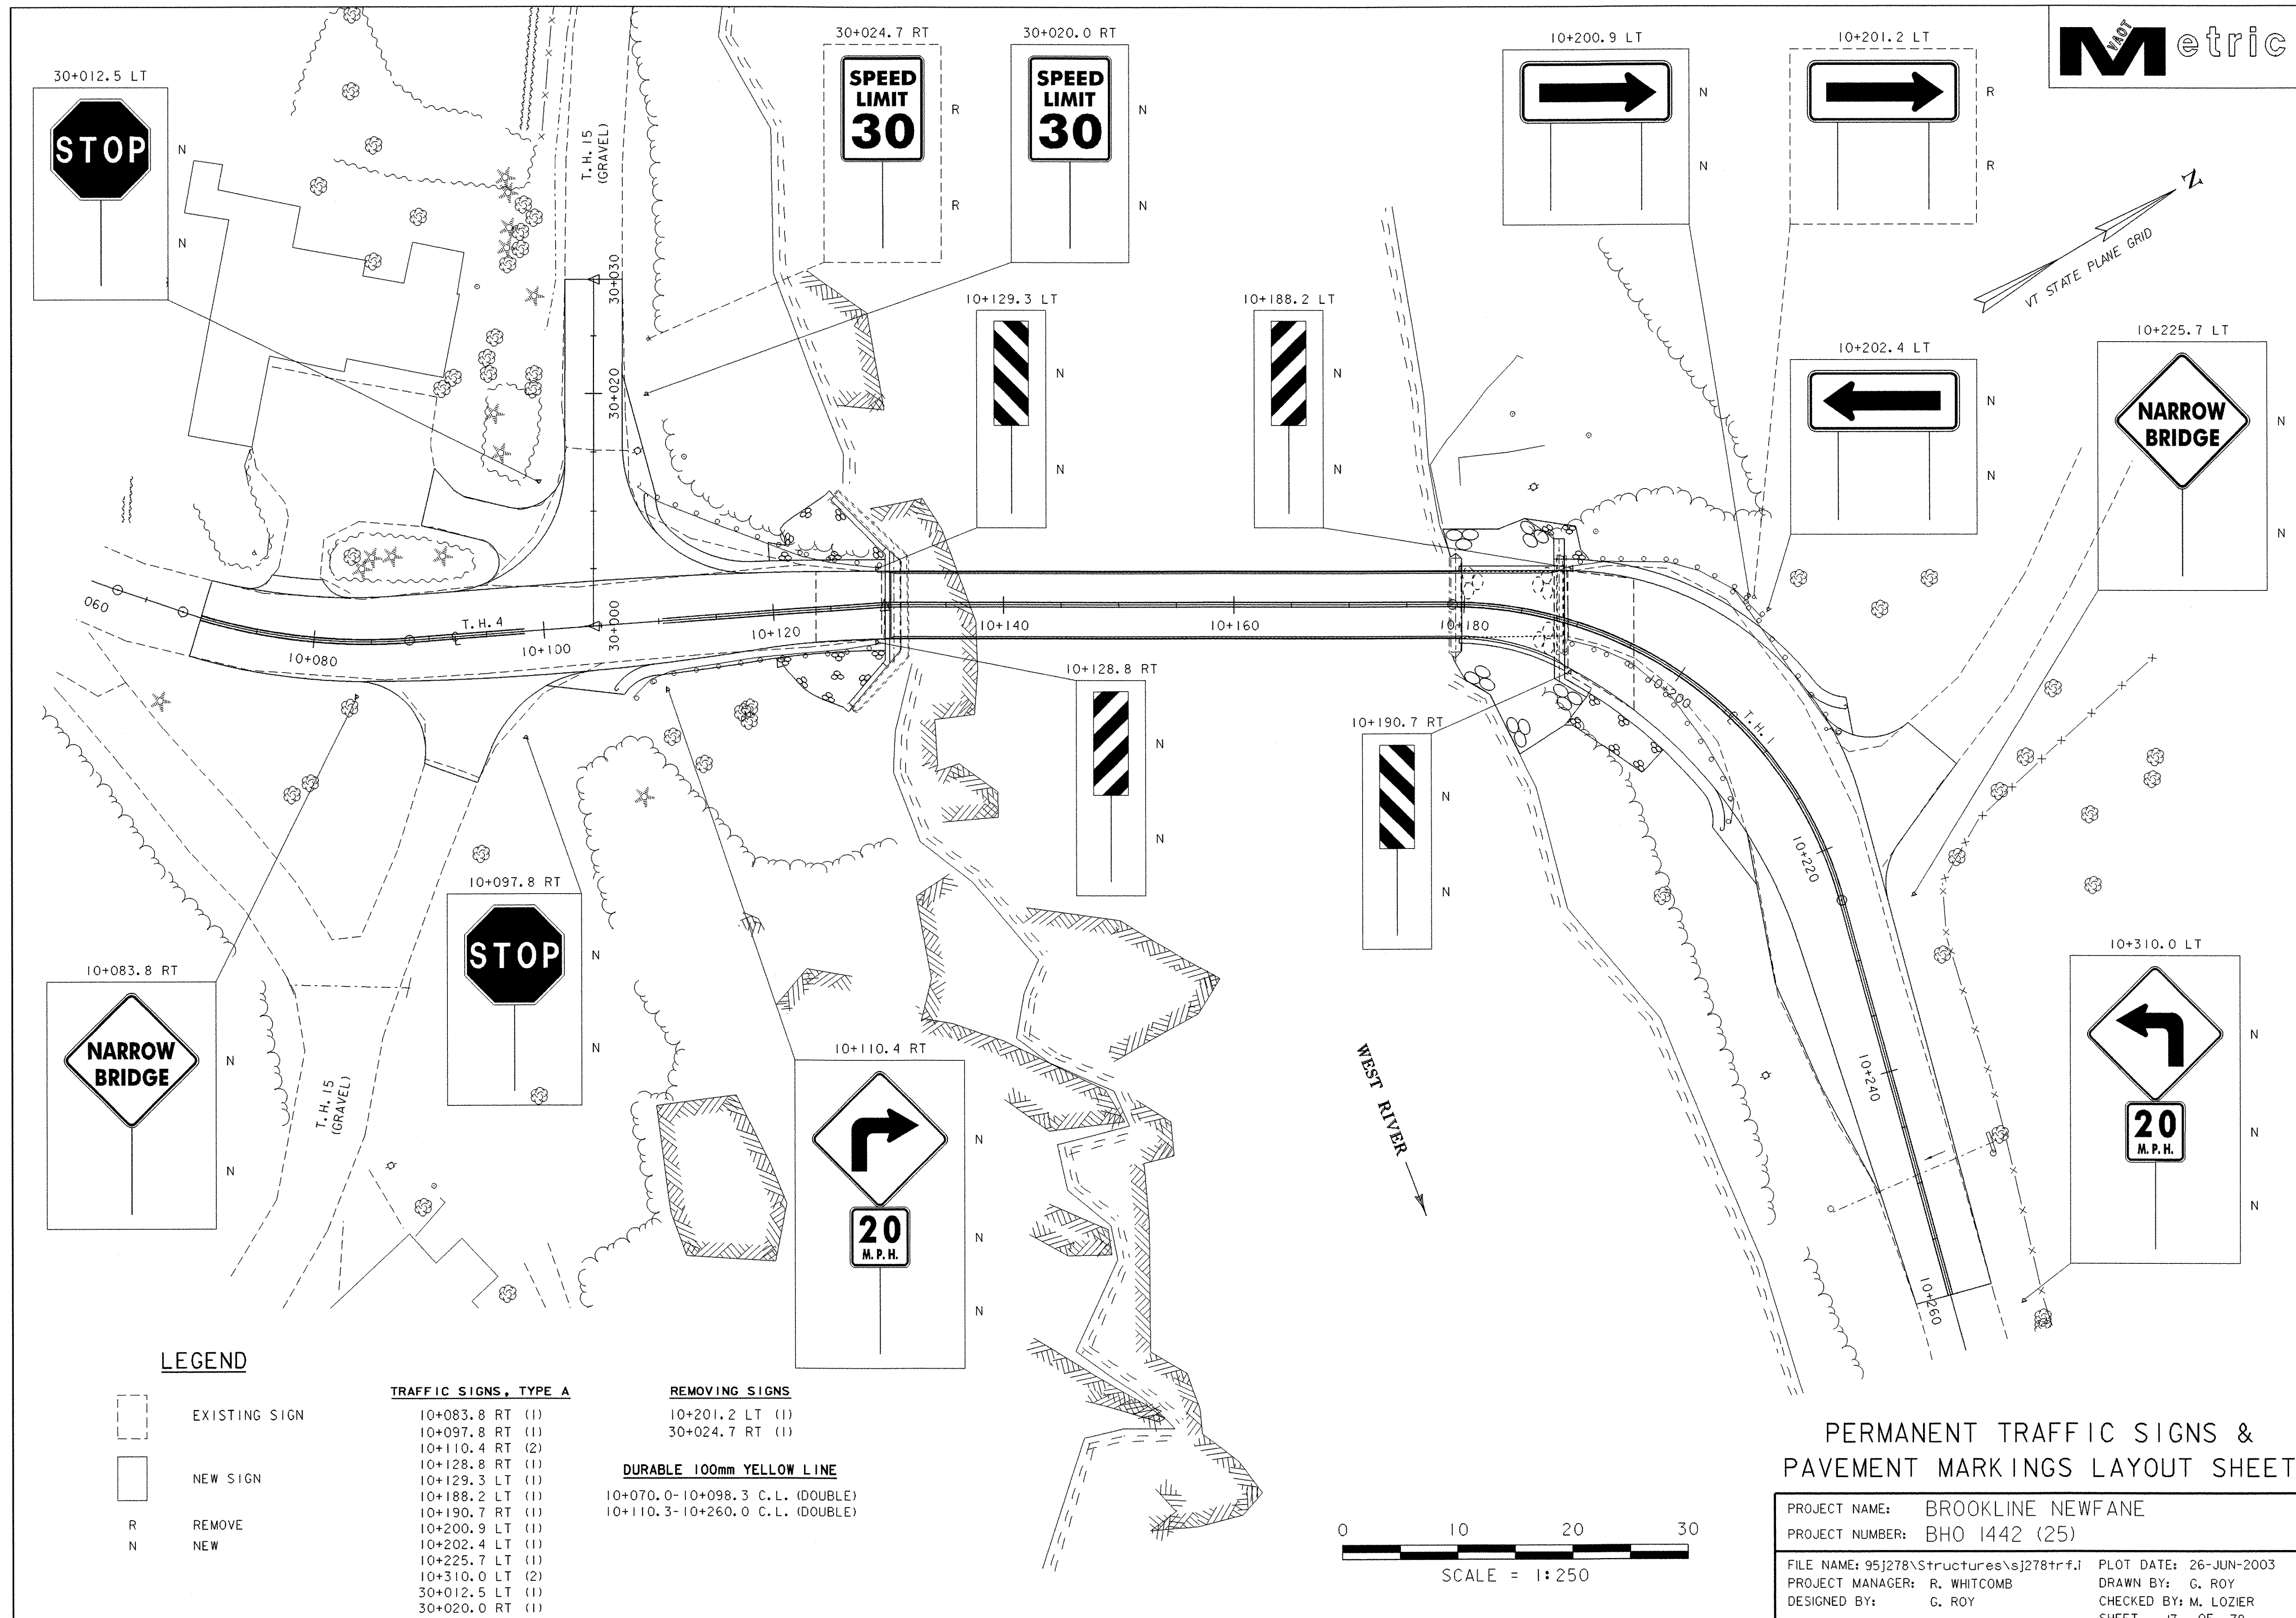 VAOT
Metric
30+012.5 LT
STOP
N
N
30+024.7 RT
SPEED
LIMIT
30
R
R
30+020.0 RT
SPEED
LIMIT
30
N
N
10+200.9 LT
N
N
10+201.2 LT
R
R
N
VT STATE PLANE GRID
T.H. 15
(GRAVEL)
30+030
30+020
30+000
10+129.3 LT
N
N
10+188.2 LT
N
N
10+202.4 LT
N
N
10+225.7 LT
NARROW
BRIDGE
N
N
060
10+080
T.H. 4
10+100
10+120
10+140
10+160
10+180
10+200
T.H. 1
10+220
10+240
10+260
10+128.8 RT
N
N
10+190.7 RT
N
N
10+097.8 RT
STOP
N
N
10+083.8 RT
NARROW
BRIDGE
N
N
T.H. 15
(GRAVEL)
10+110.4 RT
20
M.P.H.
N
N
N
WEST RIVER
10+310.0 LT
20
M.P.H.
N
N
N
LEGEND
EXISTING SIGN
NEW SIGN
R REMOVE
N NEW
TRAFFIC SIGNS, TYPE A
10+083.8 RT (1)
10+097.8 RT (1)
10+110.4 RT (2)
10+128.8 RT (1)
10+129.3 LT (1)
10+188.2 LT (1)
10+190.7 RT (1)
10+200.9 LT (1)
10+202.4 LT (1)
10+225.7 LT (1)
10+310.0 LT (2)
30+012.5 LT (1)
30+020.0 RT (1)
REMOVING SIGNS
10+201.2 LT (1)
30+024.7 RT (1)
DURABLE 100mm YELLOW LINE
10+070.0-10+098.3 C.L. (DOUBLE)
10+110.3-10+260.0 C.L. (DOUBLE)
0 10 20 30
SCALE = 1:250
PERMANENT TRAFFIC SIGNS &
PAVEMENT MARKINGS LAYOUT SHEET
PROJECT NAME: BROOKLINE NEWFANE
PROJECT NUMBER: BHO 1442 (25)
FILE NAME: 95j278\Structures\sj278trf.i PLOT DATE: 26-JUN-2003
PROJECT MANAGER: R. WHITCOMB DRAWN BY: G. ROY
DESIGNED BY: G. ROY CHECKED BY: M. LOZIER
SHEET OF